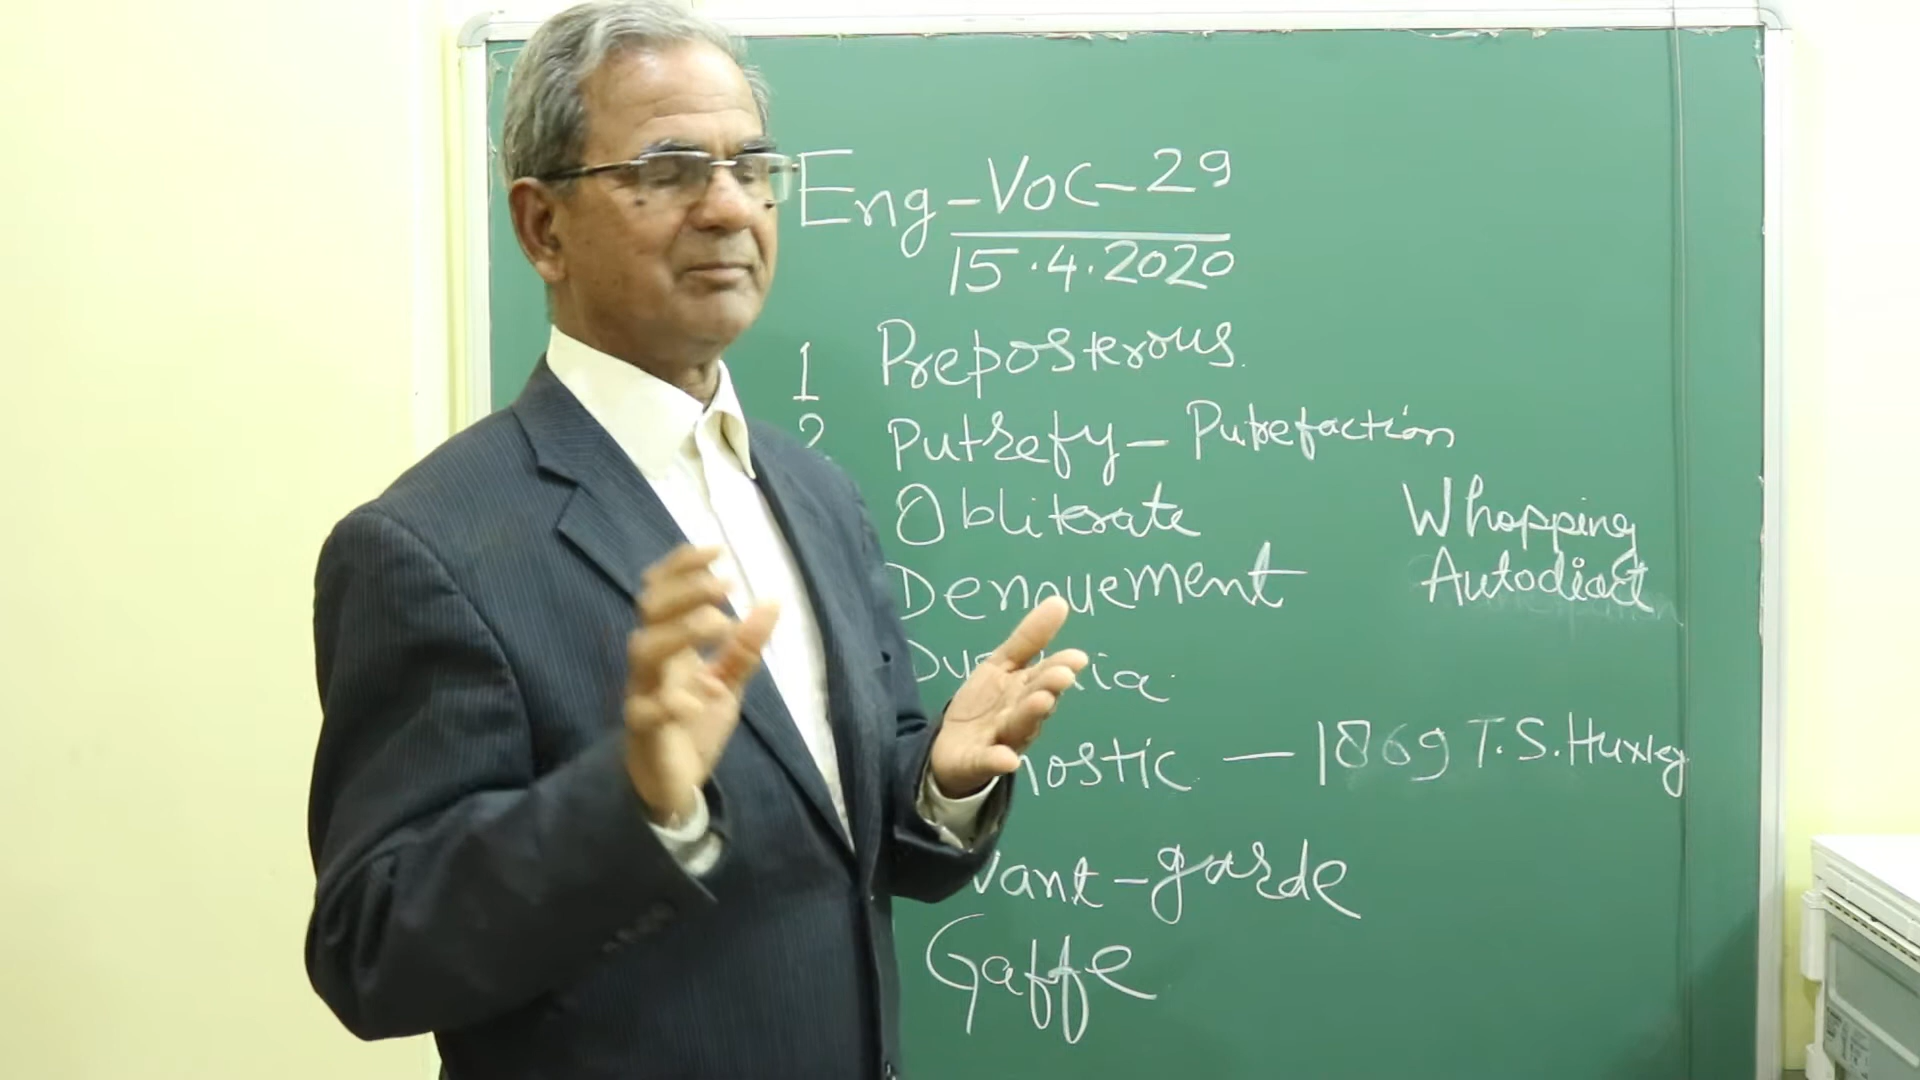 Eng-VOC-29
15.4.2020
1 Preposterous.
2 Putrefy - Putrefaction
Obliterate
Whopping
Denouement
Autodiact
nostic - 1869 T.S. Huxley
vant-garde
Gaffe